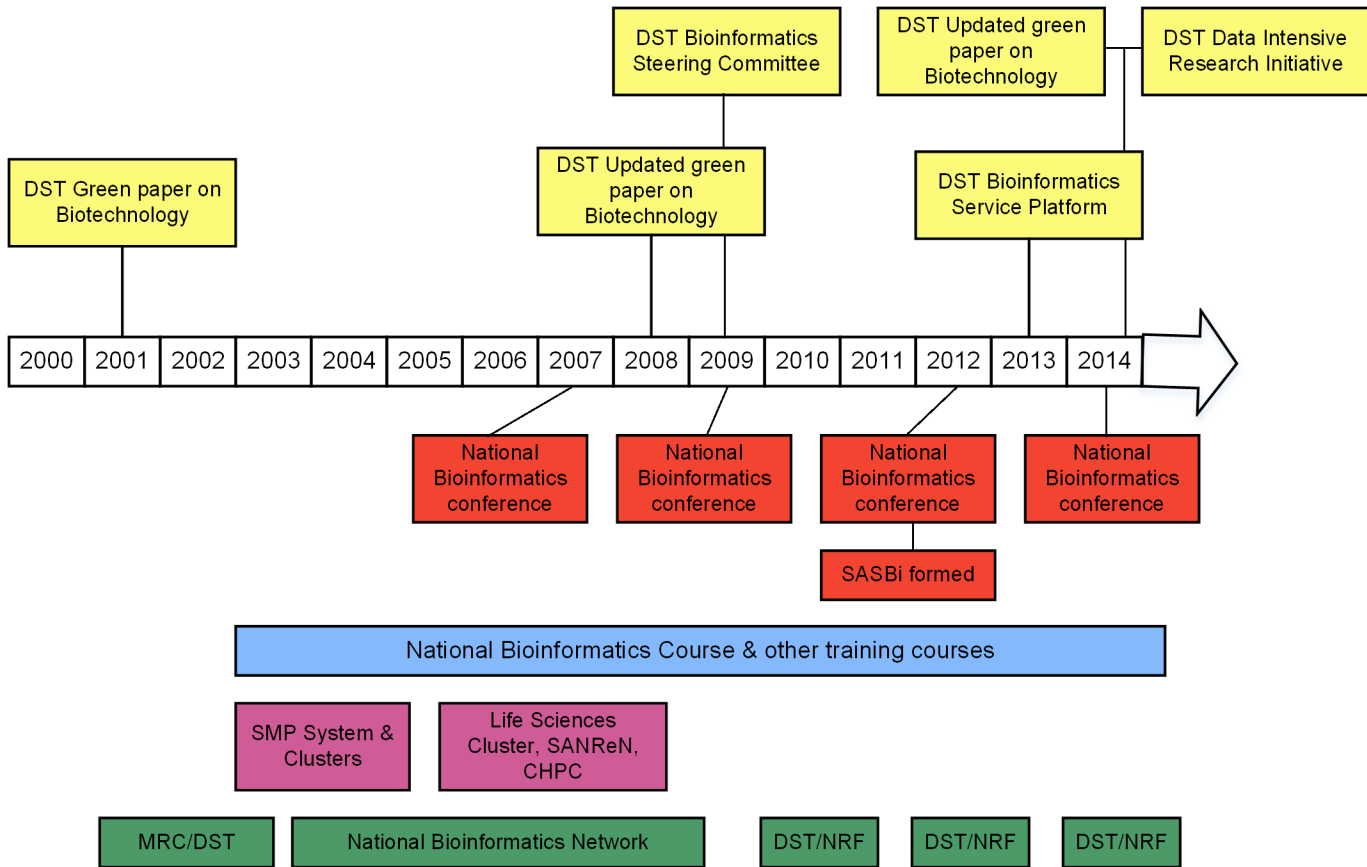 DST Bioinformatics
Steering Committee
DST Updated green
paper on
Biotechnology
DST Data Intensive
Research Initiative
DST Green paper on
Biotechnology
DST Updated green
paper on
Biotechnology
DST Bioinformatics
Service Platform
2000 2001 2002 2003 2004 2005 2006 2007 2008 2009 2010 2011 2012 2013 2014
National
Bioinformatics
conference
National
Bioinformatics
conference
National
Bioinformatics
conference
National
Bioinformatics
conference
SASBi formed
National Bioinformatics Course & other training courses
SMP System &
Clusters
Life Sciences
Cluster, SANReN,
CHPC
MRC/DST
National Bioinformatics Network
DST/NRF
DST/NRF
DST/NRF